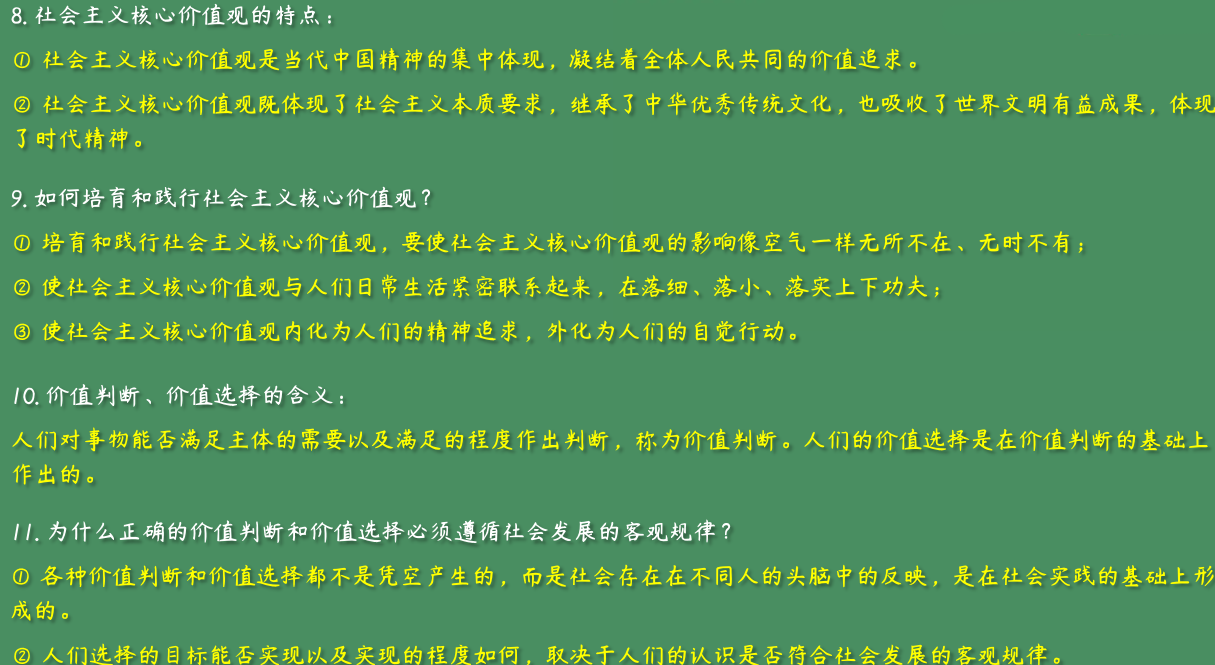 8. 社会主义核心价值观的特点：
① 社会主义核心价值观是当代中国精神的集中体现，凝结着全体人民共同的价值追求。
② 社会主义核心价值观既体现了社会主义本质要求，继承了中华优秀传统文化，也吸收了世界文明有益成果，体现
了时代精神。
9. 如何培育和践行社会主义核心价值观？
① 培育和践行社会主义核心价值观，要使社会主义核心价值观的影响像空气一样无所不在、无时不有；
② 使社会主义核心价值观与人们日常生活紧密联系起来，在落细、落小、落实上下功夫；
③ 使社会主义核心价值观内化为人们的精神追求，外化为人们的自觉行动。
10. 价值判断、价值选择的含义：
人们对事物能否满足主体的需要以及满足的程度作出判断，称为价值判断。人们的价值选择是在价值判断的基础上
作出的。
11. 为什么正确的价值判断和价值选择必须遵循社会发展的客观规律？
① 各种价值判断和价值选择都不是凭空产生的，而是社会存在在不同人的头脑中的反映，是在社会实践的基础上形
成的。
② 人们选择的目标能否实现以及实现的程度如何，取决于人们的认识是否符合社会发展的客观规律。